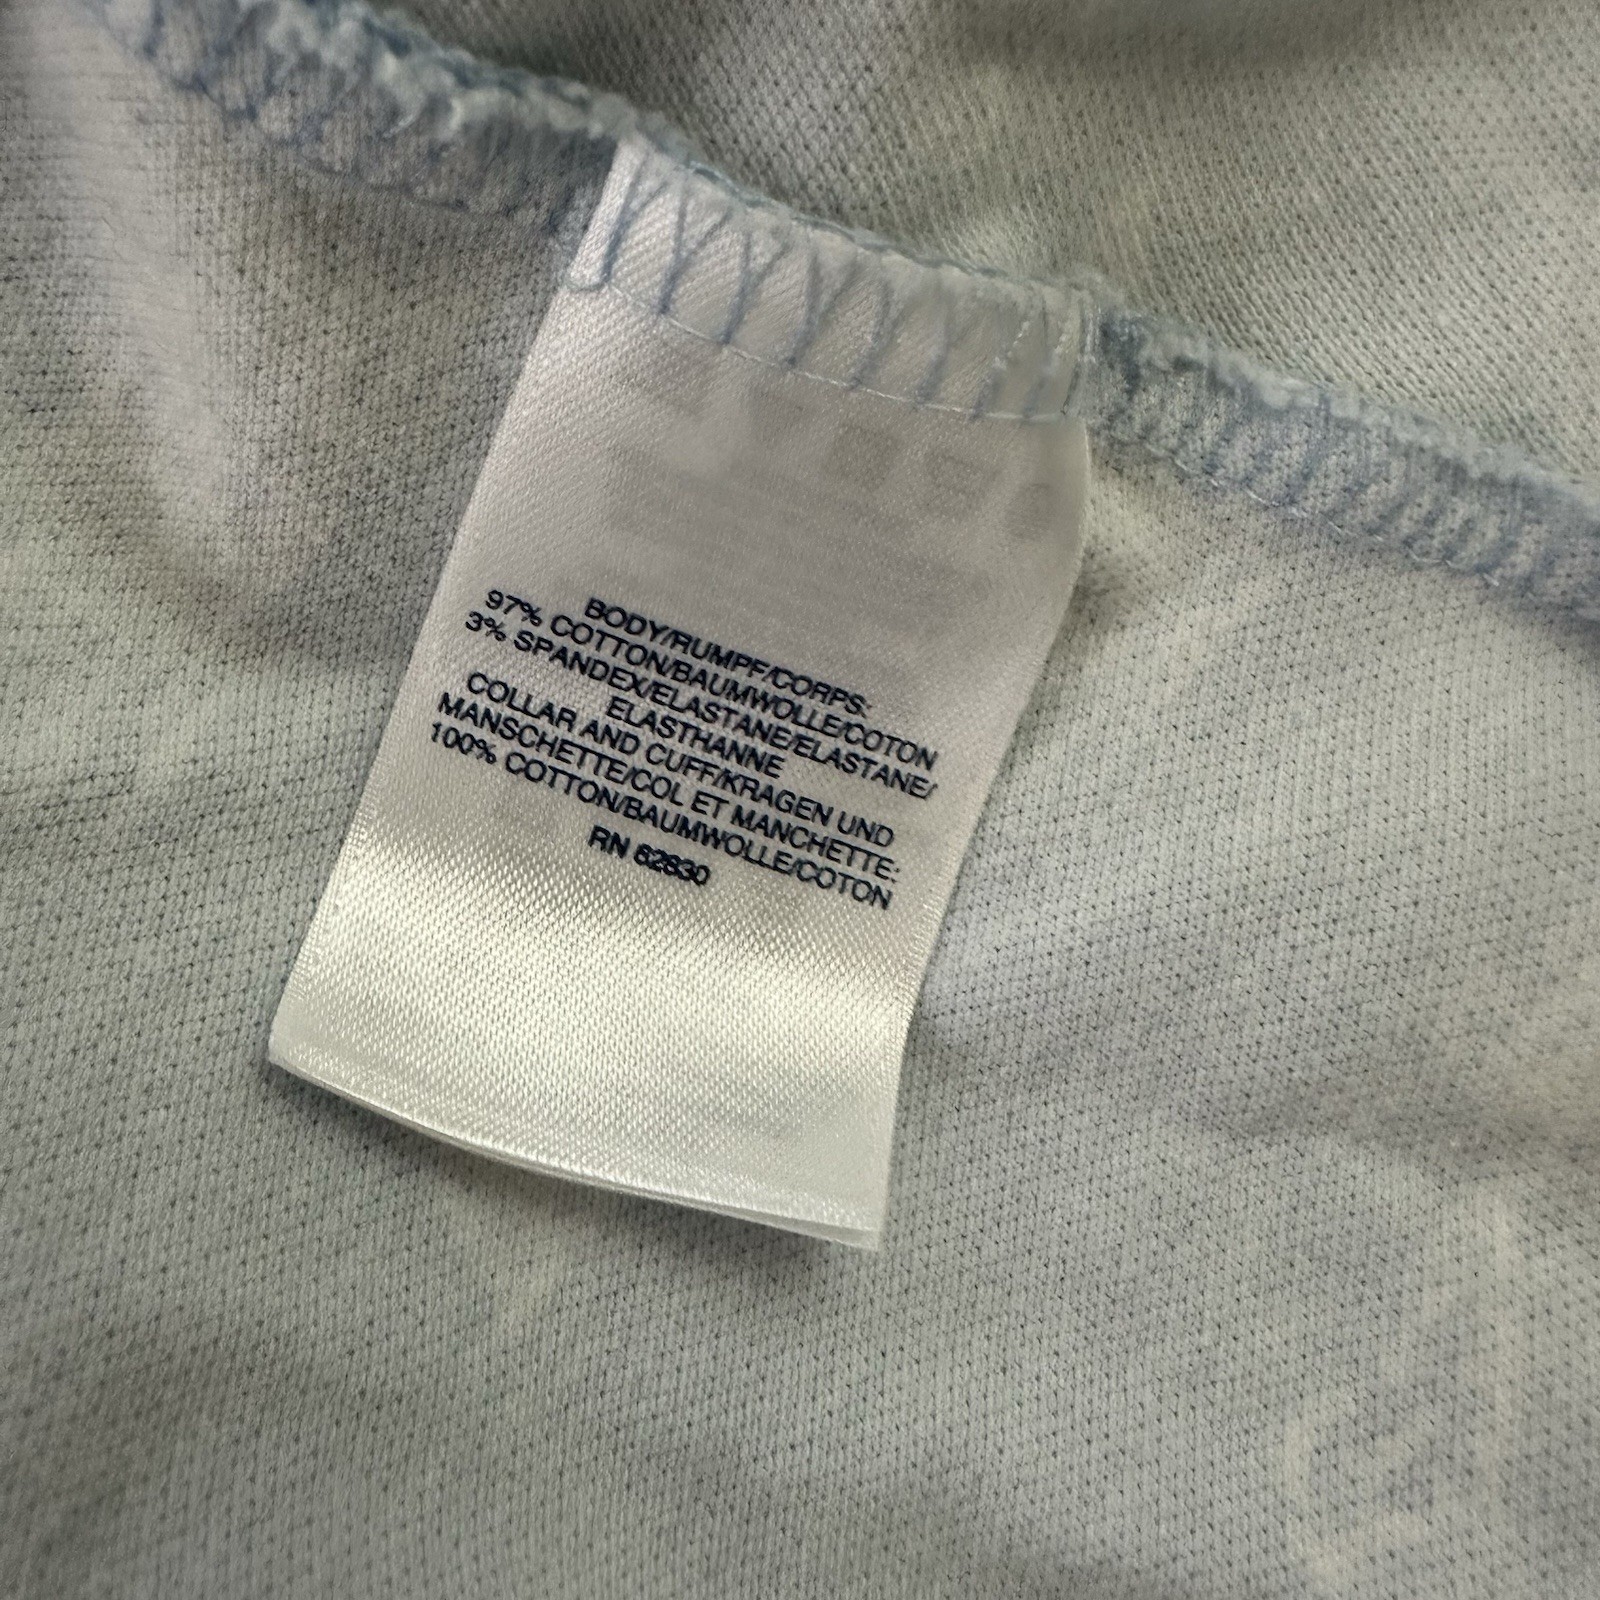 BODY/RUMPF/CORPS:
97% COTTON/BAUMWOLLE/COTON
3% SPANDEX/ELASTANE/ELASTANE/
ELASTHANNE
COLLAR AND CUFF/KRAGEN UND
MANSCHETTE/COL ET MANCHETTE:
100% COTTON/BAUMWOLLE/COTON
RN 62830